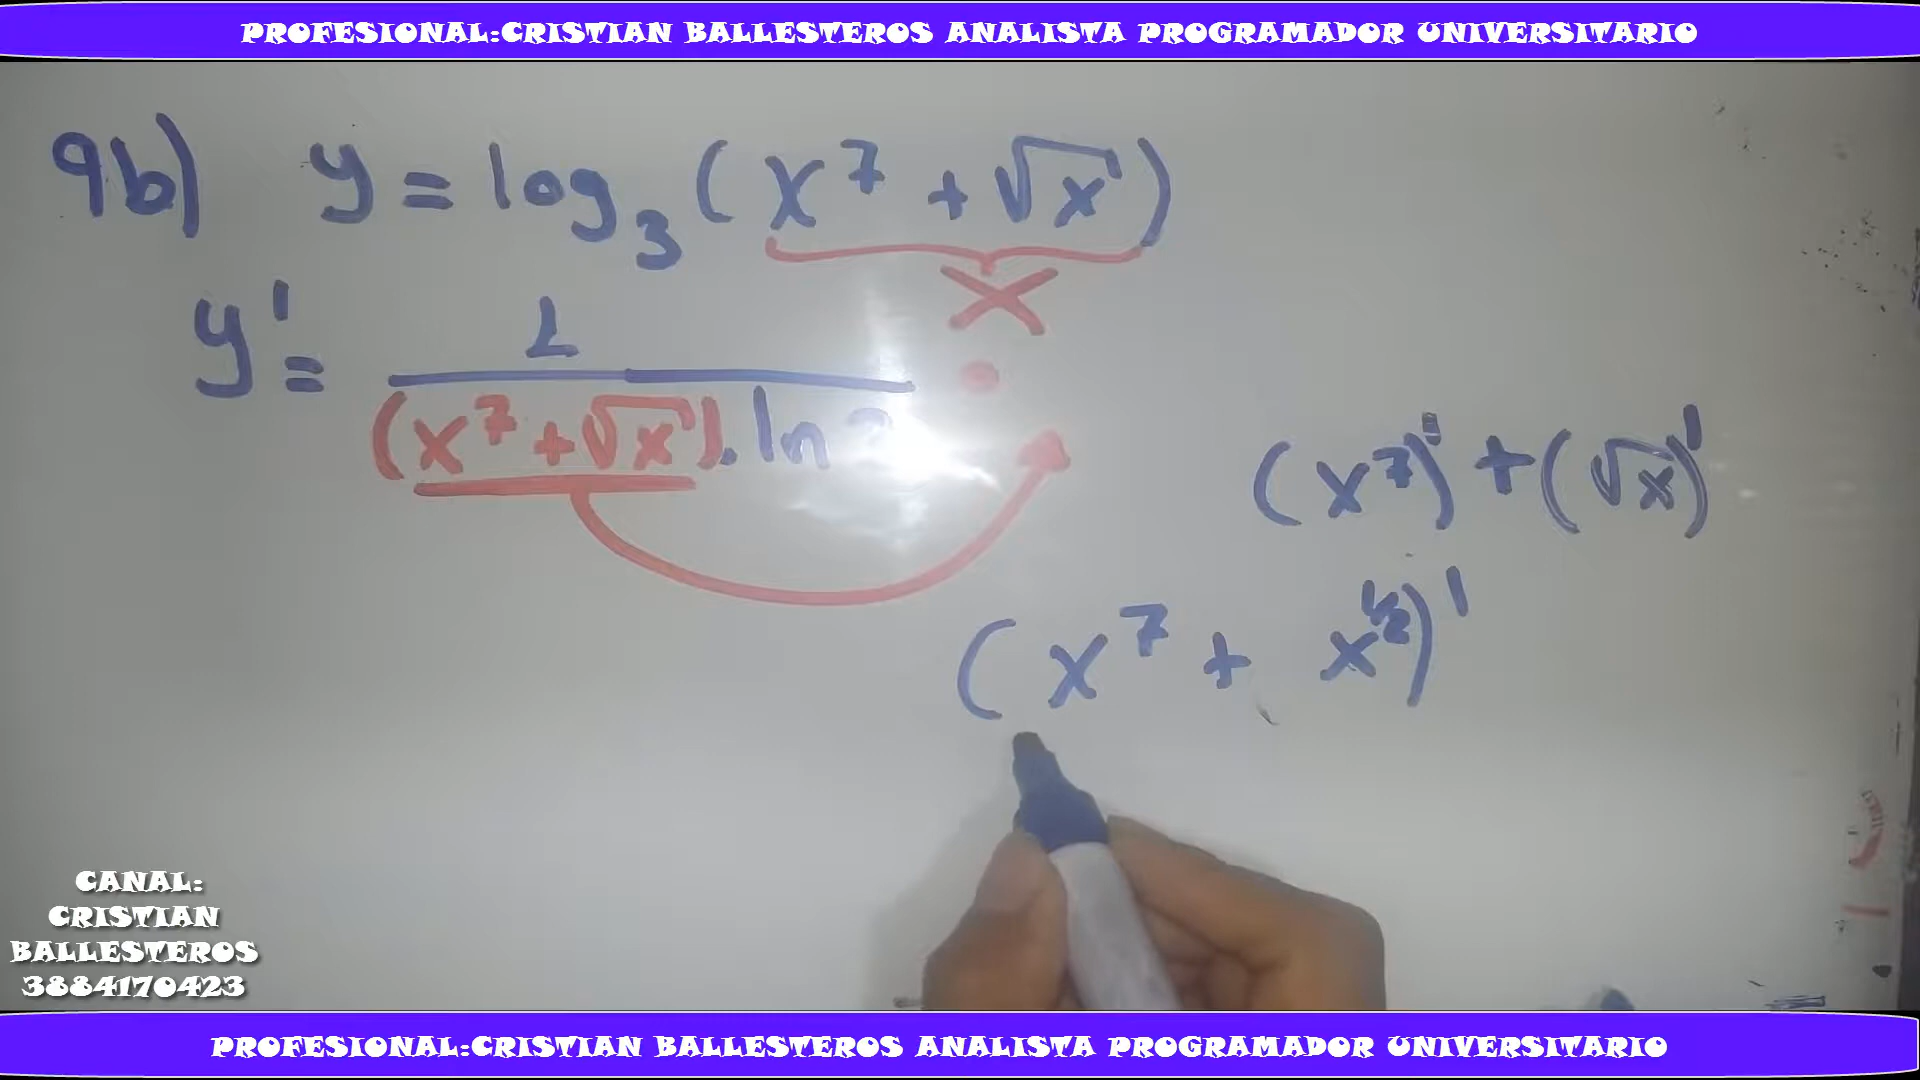 PROFESIONAL:CRISTIAN BALLESTEROS ANALISTA PROGRAMADOR UNIVERSITARIO
9b) y = log₃ (x⁷ + √x)
x
y' = 1 / (x⁷ + √x) . ln
(x⁷)' + (√x)'
(x⁷ + x^½)'
CANAL:
CRISTIAN
BALLESTEROS
3884170423
PROFESIONAL:CRISTIAN BALLESTEROS ANALISTA PROGRAMADOR UNIVERSITARIO